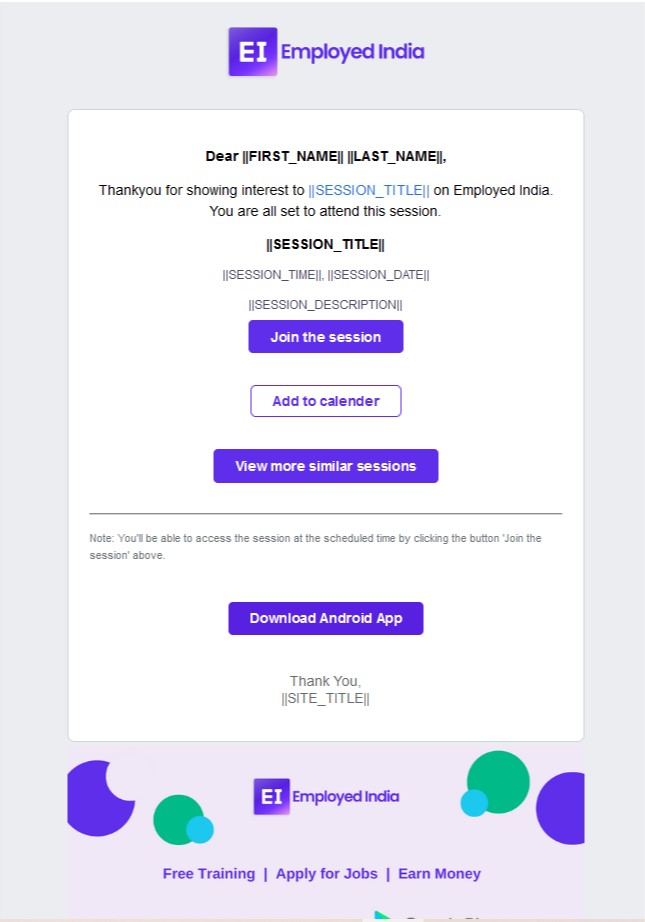 EI Employed India
Dear ||FIRST_NAME|| ||LAST_NAME||,
Thankyou for showing interest to ||SESSION_TITLE|| on Employed India.
You are all set to attend this session.
||SESSION_TITLE||
||SESSION_TIME||, ||SESSION_DATE||
||SESSION_DESCRIPTION||
Join the session
Add to calender
View more similar sessions
Note: You'll be able to access the session at the scheduled time by clicking the button 'Join the
session' above.
Download Android App
Thank You,
||SITE_TITLE||
EI Employed India
Free Training | Apply for Jobs | Earn Money